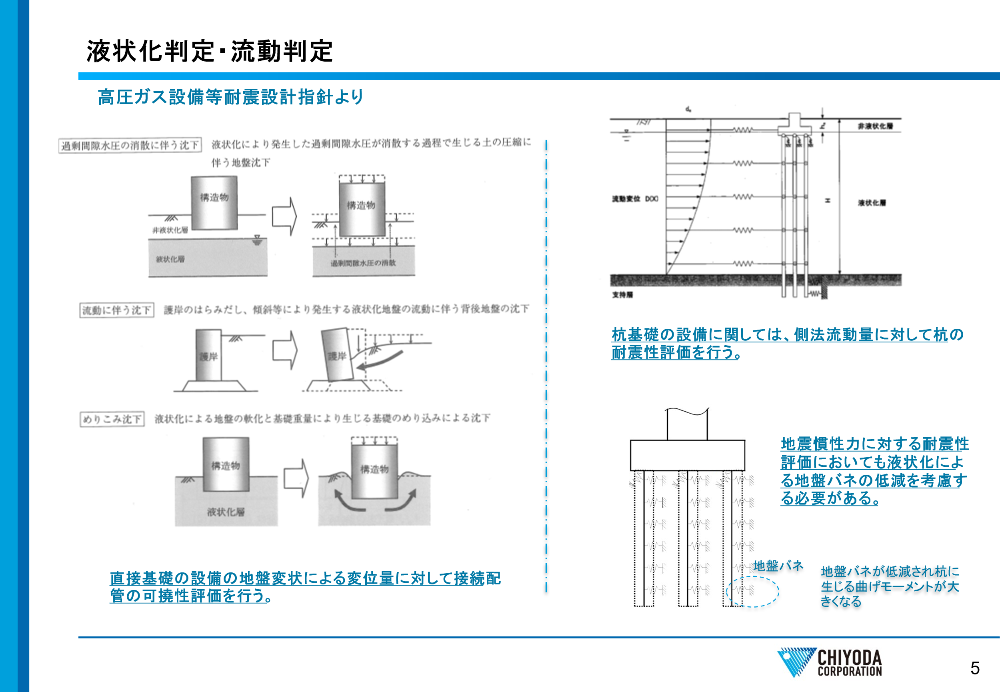 液状化判定・流動判定
高圧ガス設備等耐震設計指針より
過剰間隙水圧の消散に伴う沈下 液状化により発生した過剰間隙水圧が消散する過程で生じる土の圧縮に
伴う地盤沈下
構造物
構造物
非液状化層
液状化層
過剰間隙水圧の消散
流動に伴う沈下 護岸のはらみだし、傾斜等により発生する液状化地盤の流動に伴う背後地盤の沈下
護岸
護岸
めりこみ沈下 液状化による地盤の軟化と基礎重量により生じる基礎のめり込みによる沈下
構造物
構造物
液状化層
直接基礎の設備の地盤変状による変位量に対して接続配
管の可撓性評価を行う。
非液状化層
流動変位 D(X)
H
液状化層
支持層
杭基礎の設備に関しては、側法流動量に対して杭の
耐震性評価を行う。
地震慣性力に対する耐震性
評価においても液状化によ
る地盤バネの低減を考慮す
る必要がある。
地盤バネ
地盤バネが低減され杭に
生じる曲げモーメントが大
きくなる
CHIYODA
CORPORATION
5